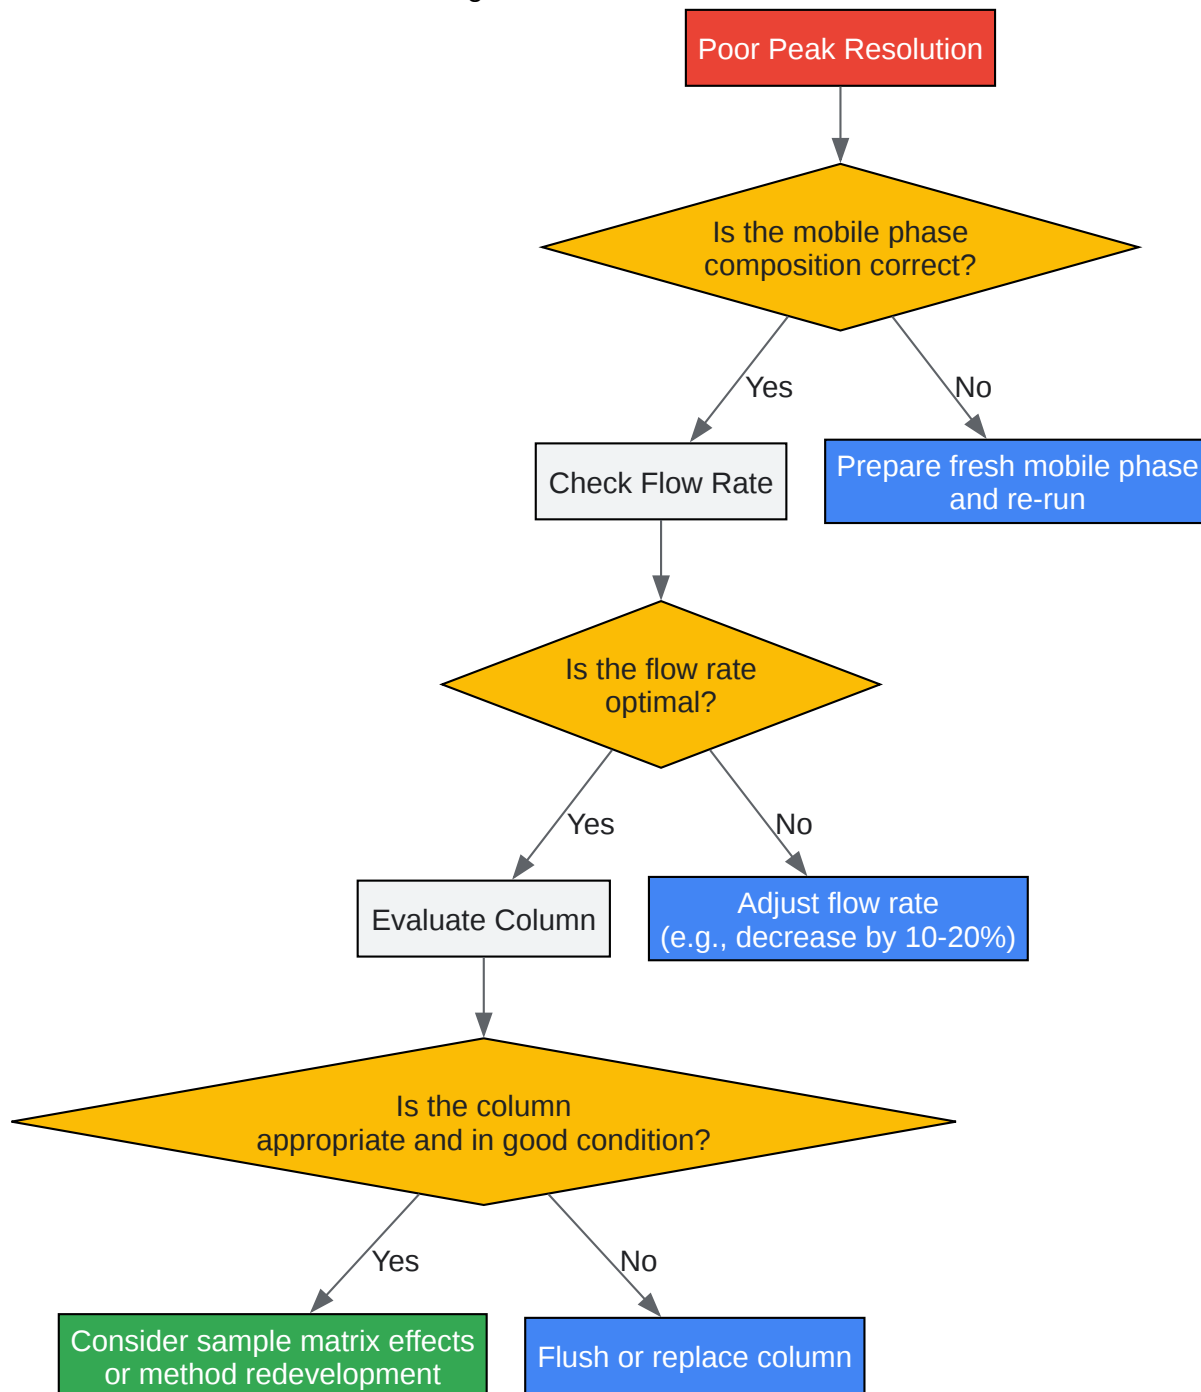 Poor Peak Resolution
Is the mobile phase
composition correct?
Yes
No
Check Flow Rate
Prepare fresh mobile phase
and re-run
Is the flow rate
optimal?
Yes
No
Evaluate Column
Adjust flow rate
(e.g., decrease by 10-20%)
Is the column
appropriate and in good condition?
Yes
No
Consider sample matrix effects
or method redevelopment
Flush or replace column